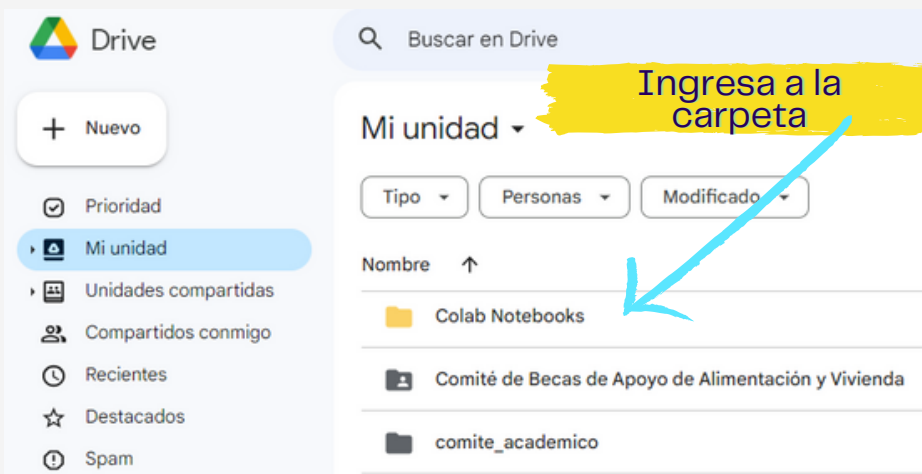 Drive
Buscar en Drive
Ingresa a la
carpeta
Nuevo
Mi unidad
Tipo
Personas
Modificado
Prioridad
Mi unidad
Unidades compartidas
Compartidos conmigo
Recientes
Destacados
Spam
Nombre
Colab Notebooks
Comité de Becas de Apoyo de Alimentación y Vivienda
comite_academico